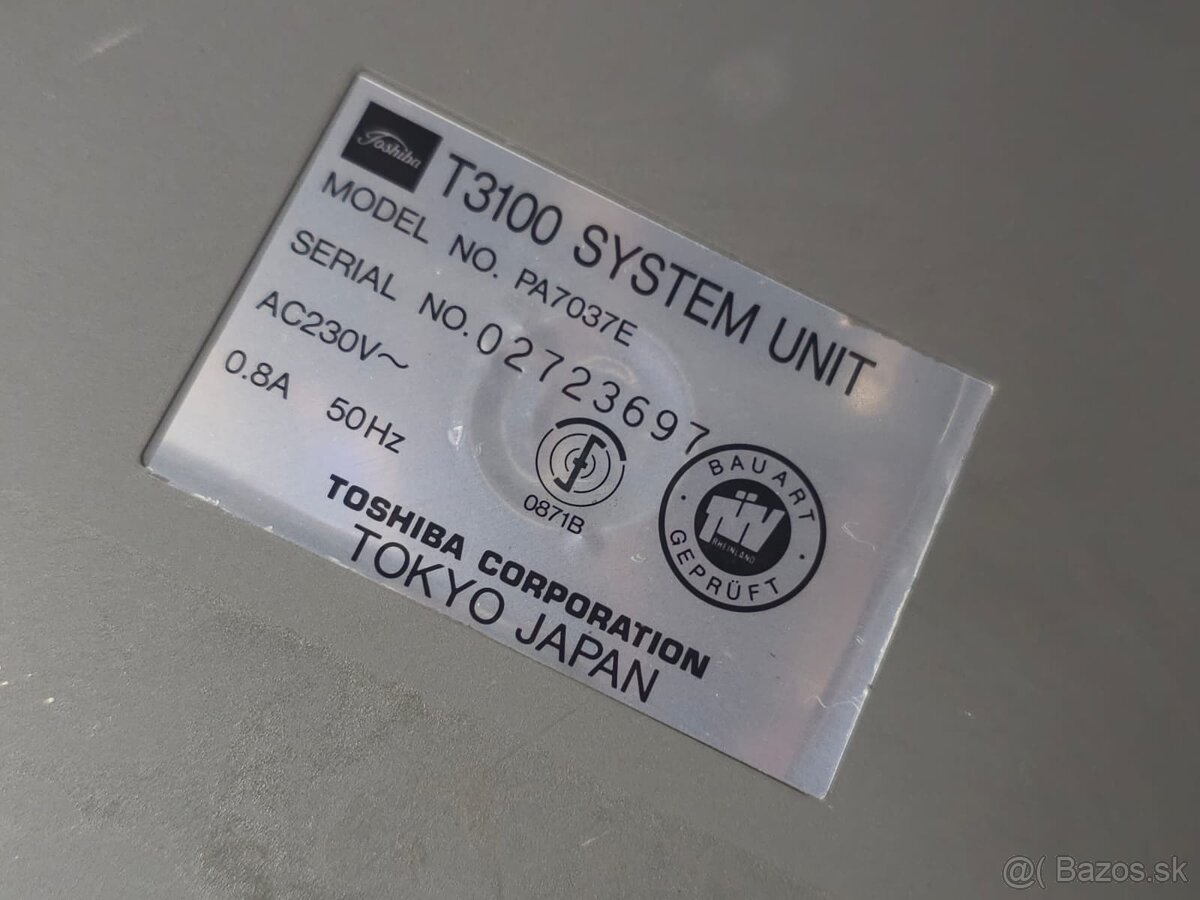 Toshiba
T3100 SYSTEM UNIT
MODEL NO. PA7037E
SERIAL NO. 02723697
AC230V~
0.8A 50Hz
0871B
BAUART
TÜV
RHEINLAND
GEPRÜFT
TOSHIBA CORPORATION
TOKYO JAPAN
@( Bazos.sk